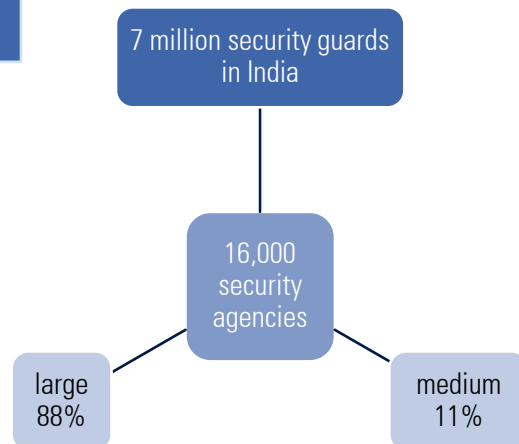 7 million security guards
in India
16,000
security
agencies
large
88%
medium
11%